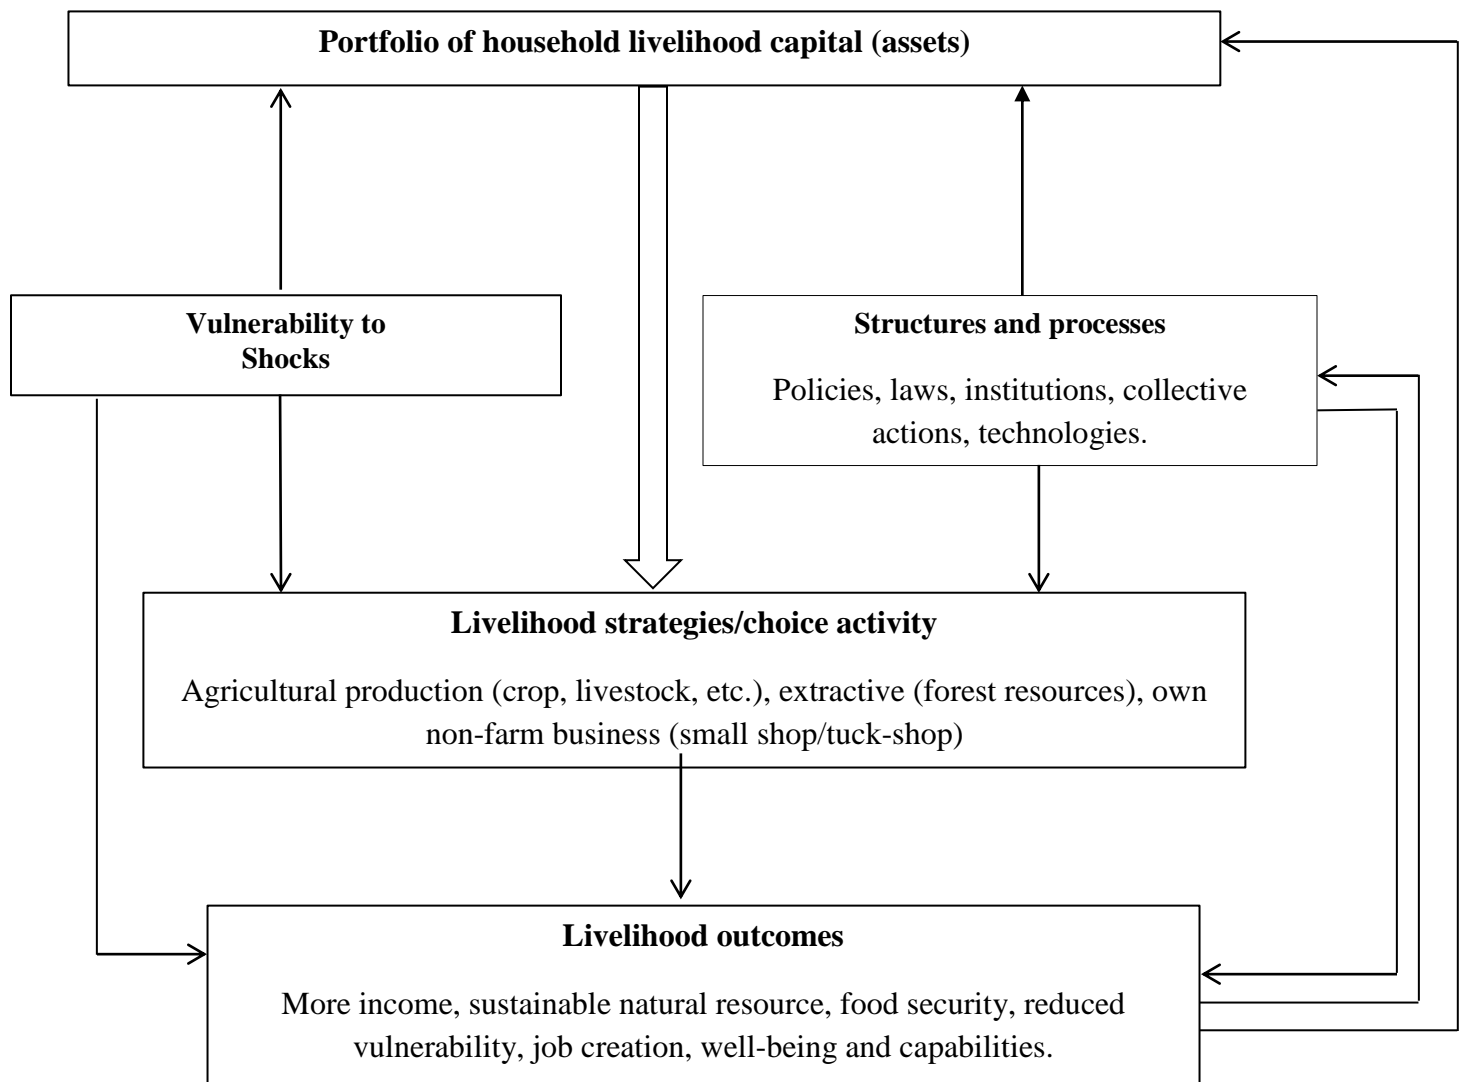 Portfolio of household livelihood capital (assets)
Vulnerability to
Shocks
Structures and processes
Policies, laws, institutions, collective
actions, technologies.
Livelihood strategies/choice activity
Agricultural production (crop, livestock, etc.), extractive (forest resources), own
non-farm business (small shop/tuck-shop)
Livelihood outcomes
More income, sustainable natural resource, food security, reduced
vulnerability, job creation, well-being and capabilities.